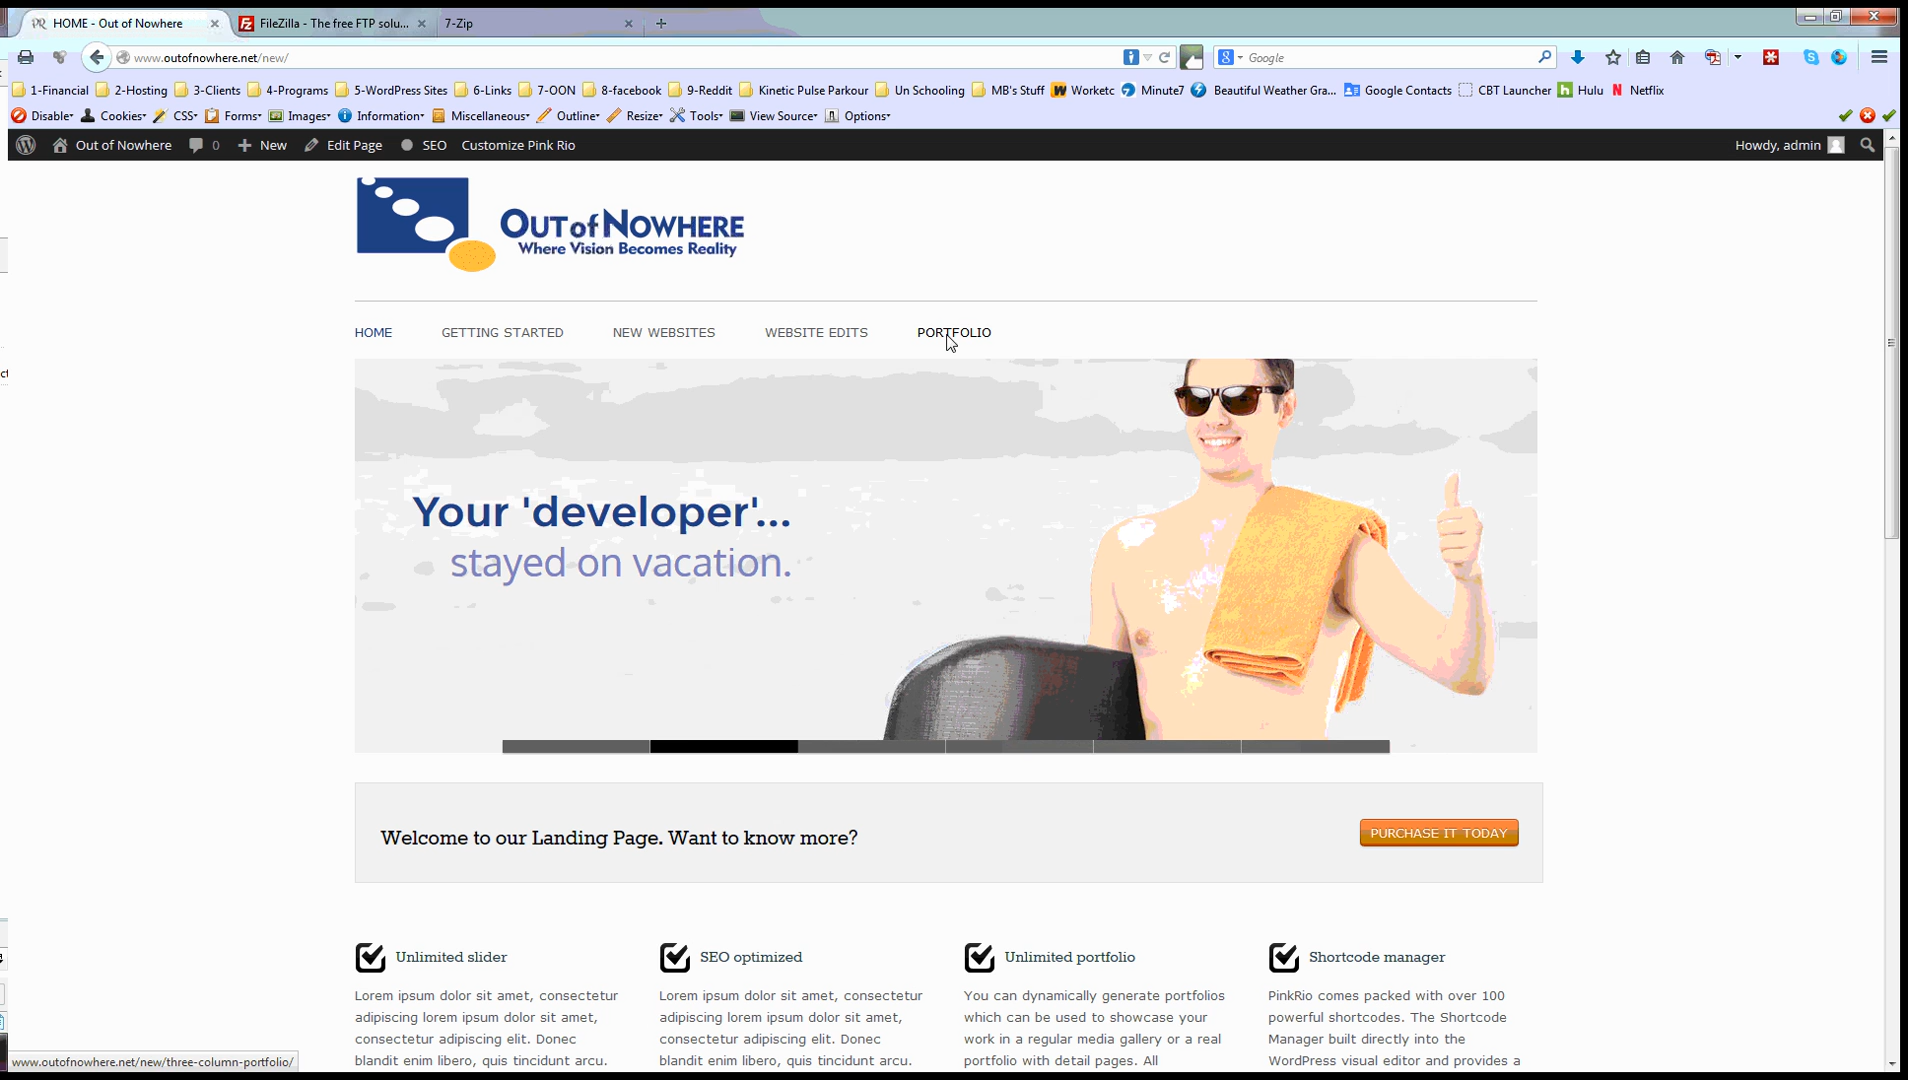 HOME - Out of Nowhere
FileZilla - The free FTP solu...
7-Zip
www.outofnowhere.net/new/
Google
1-Financial 2-Hosting 3-Clients 4-Programs 5-WordPress Sites 6-Links 7-OON 8-facebook 9-Reddit Kinetic Pulse Parkour Un Schooling MB's Stuff Worketc Minute7 Beautiful Weather Gra... Google Contacts CBT Launcher Hulu Netflix
Disable Cookies CSS Forms Images Information Miscellaneous Outline Resize Tools View Source Options
Out of Nowhere 0 New Edit Page SEO Customize Pink Rio Howdy, admin
OUT of NOWHERE
Where Vision Becomes Reality
HOME GETTING STARTED NEW WEBSITES WEBSITE EDITS PORTFOLIO
Your 'developer'...
stayed on vacation.
Welcome to our Landing Page. Want to know more?
PURCHASE IT TODAY
Unlimited slider
Lorem ipsum dolor sit amet, consectetur
adipiscing lorem ipsum dolor sit amet,
consectetur adipiscing elit. Donec
blandit enim libero, quis tincidunt arcu.
SEO optimized
Lorem ipsum dolor sit amet, consectetur
adipiscing lorem ipsum dolor sit amet,
consectetur adipiscing elit. Donec
blandit enim libero, quis tincidunt arcu.
Unlimited portfolio
You can dynamically generate portfolios
which can be used to showcase your
work in a regular media gallery or a real
portfolio with detail pages. All
Shortcode manager
PinkRio comes packed with over 100
powerful shortcodes. The Shortcode
Manager built directly into the
WordPress visual editor and provides a
www.outofnowhere.net/new/three-column-portfolio/